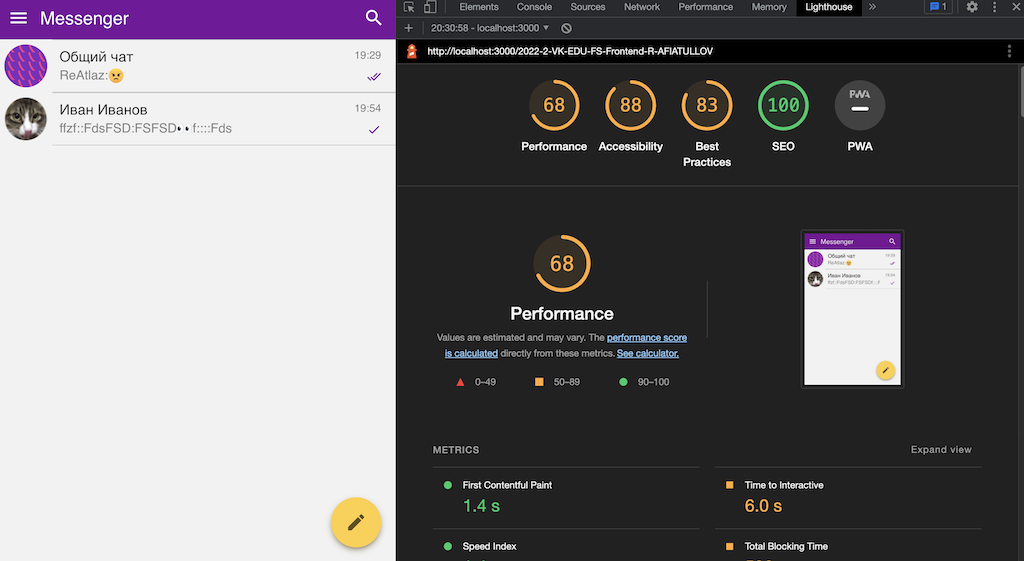 Messenger
Общий чат
19:29
ReAtlaz:😠
Иван Иванов
19:54
ffzf::FdsFSD:FSFSD👀f::::Fds
Elements Console Sources Network Performance Memory Lighthouse » 1
20:30:58 - localhost:3000
http://localhost:3000/2022-2-VK-EDU-FS-Frontend-R-AFIATULLOV
68 88 83 100 PWA
Performance Accessibility Best Practices SEO PWA
68
Performance
Values are estimated and may vary. The performance score
is calculated directly from these metrics. See calculator.
0–49 50–89 90–100
Messenger
Общий чат
ReAtlaz:😠
19:29
Иван Иванов
19:54
METRICS
Expand view
First Contentful Paint
1.4 s
Time to Interactive
6.0 s
Speed Index
Total Blocking Time